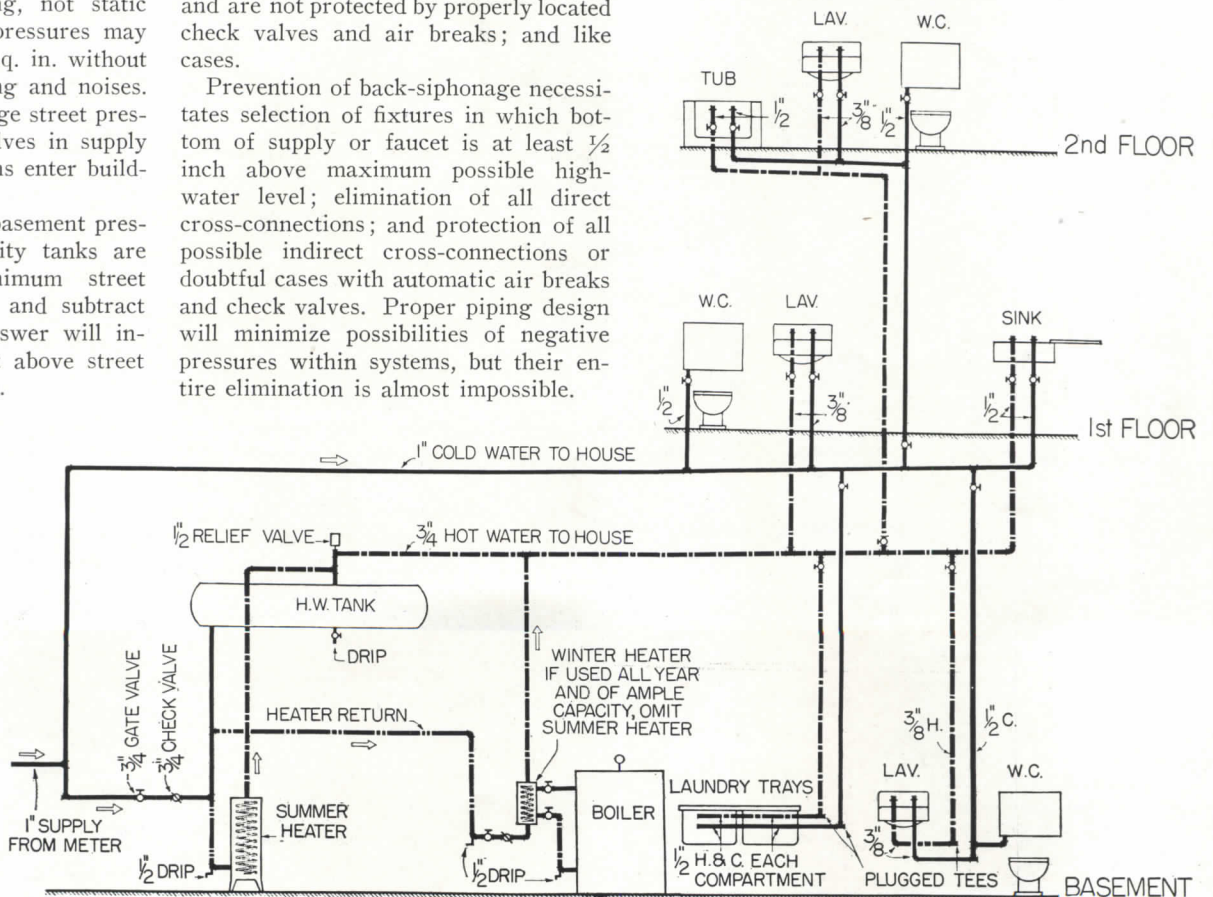 g, not static
pressures may
q. in. without
ng and noises.
ge street pres-
ves in supply
ns enter build-
basement pres-
ity tanks are
nimum street
and subtract
swer will in-
above street
and are not protected by properly located
check valves and air breaks; and like
cases.
Prevention of back-siphonage necessi-
tates selection of fixtures in which bot-
tom of supply or faucet is at least ½
inch above maximum possible high-
water level; elimination of all direct
cross-connections; and protection of all
possible indirect cross-connections or
doubtful cases with automatic air breaks
and check valves. Proper piping design
will minimize possibilities of negative
pressures within systems, but their en-
tire elimination is almost impossible.
LAV.
W.C.
TUB
½"
⅜"
½"
2nd FLOOR
W.C.
LAV.
SINK
½"
⅜"
½"
1st FLOOR
1" COLD WATER TO HOUSE
½" RELIEF VALVE
¾" HOT WATER TO HOUSE
H.W. TANK
DRIP
¾" GATE VALVE
¾" CHECK VALVE
HEATER RETURN
WINTER HEATER
IF USED ALL YEAR
AND OF AMPLE
CAPACITY, OMIT
SUMMER HEATER
⅜" H.
½" C.
LAUNDRY TRAYS
LAV.
W.C.
BOILER
SUMMER
HEATER
1" SUPPLY
FROM METER
½" DRIP
½" DRIP
½" H. & C. EACH
COMPARTMENT
⅜"
PLUGGED TEES
BASEMENT